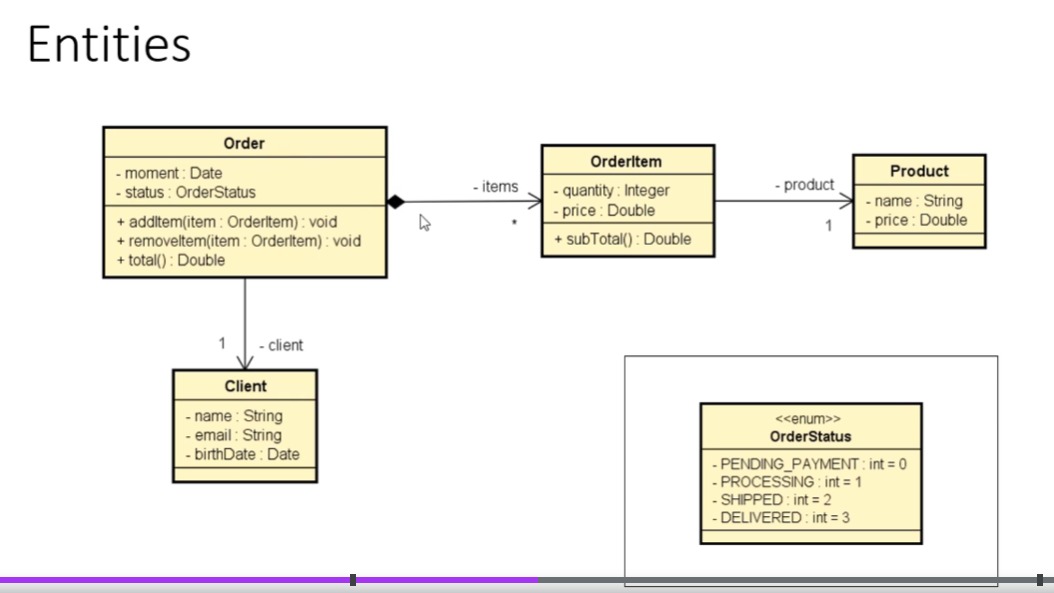 Entities
Order
- moment : Date
- status : OrderStatus
+ addItem(item : OrderItem) : void
+ removeItem(item : OrderItem) : void
+ total() : Double
- items
*
OrderItem
- quantity : Integer
- price : Double
+ subTotal() : Double
- product
1
Product
- name : String
- price : Double
1
- client
Client
- name : String
- email : String
- birthDate : Date
<<enum>>
OrderStatus
- PENDING_PAYMENT : int = 0
- PROCESSING : int = 1
- SHIPPED : int = 2
- DELIVERED : int = 3